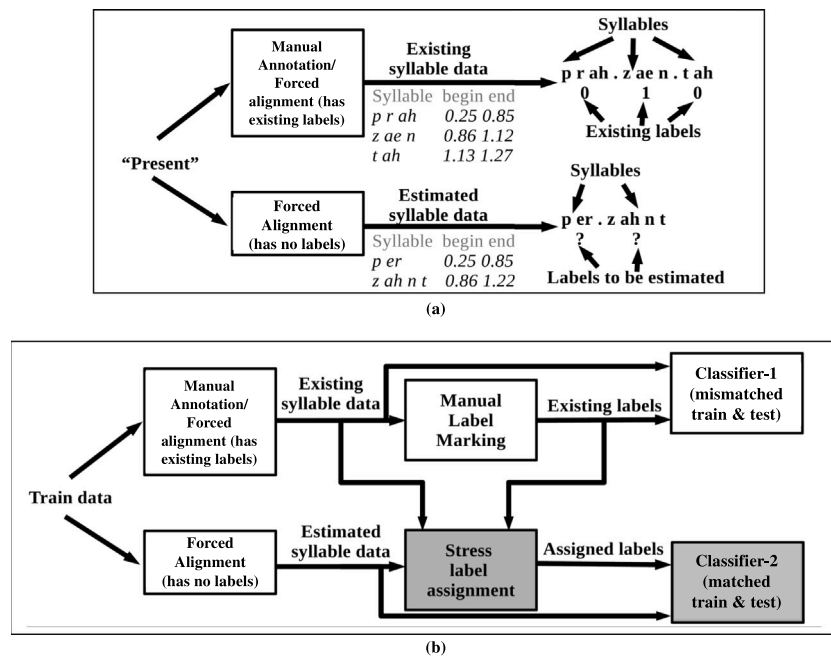 Manual
Annotation/
Forced
alignment (has
existing labels)
Existing
syllable data
Syllable begin end
p r ah 0.25 0.85
z ae n 0.86 1.12
t ah 1.13 1.27
Syllables
p r ah . z ae n . t ah
0 1 0
Existing labels
“Present”
Forced
Alignment
(has no labels)
Estimated
syllable data
Syllable begin end
p er 0.25 0.85
z ah n t 0.86 1.22
Syllables
p er . z ah n t
? ?
Labels to be estimated
(a)
Train data
Manual
Annotation/
Forced
alignment (has
existing labels)
Existing
syllable data
Manual
Label
Marking
Existing labels
Classifier-1
(mismatched
train & test)
Forced
Alignment
(has no labels)
Estimated
syllable data
Stress
label
assignment
Assigned labels
Classifier-2
(matched
train & test)
(b)